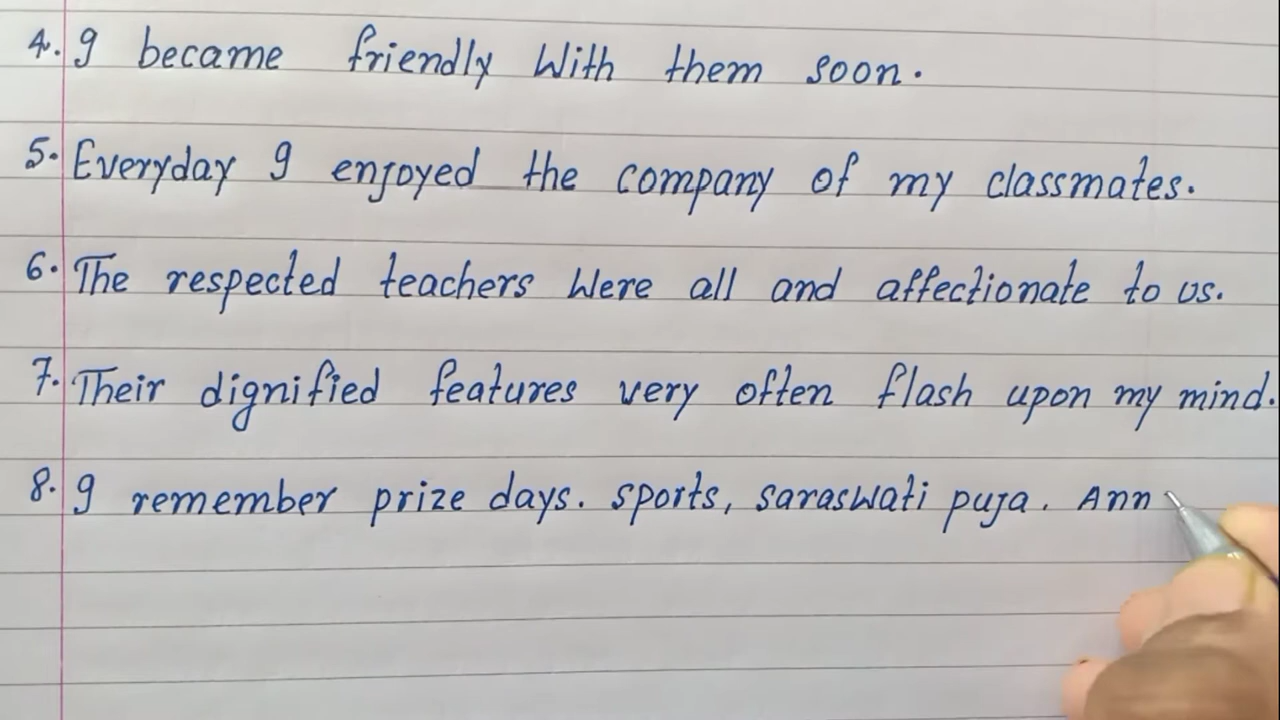 4. I became friendly with them soon.
5. Everyday I enjoyed the company of my classmates.
6. The respected teachers were all and affectionate to us.
7. Their dignified features very often flash upon my mind.
8. I remember prize days. sports, saraswati puja. Ann